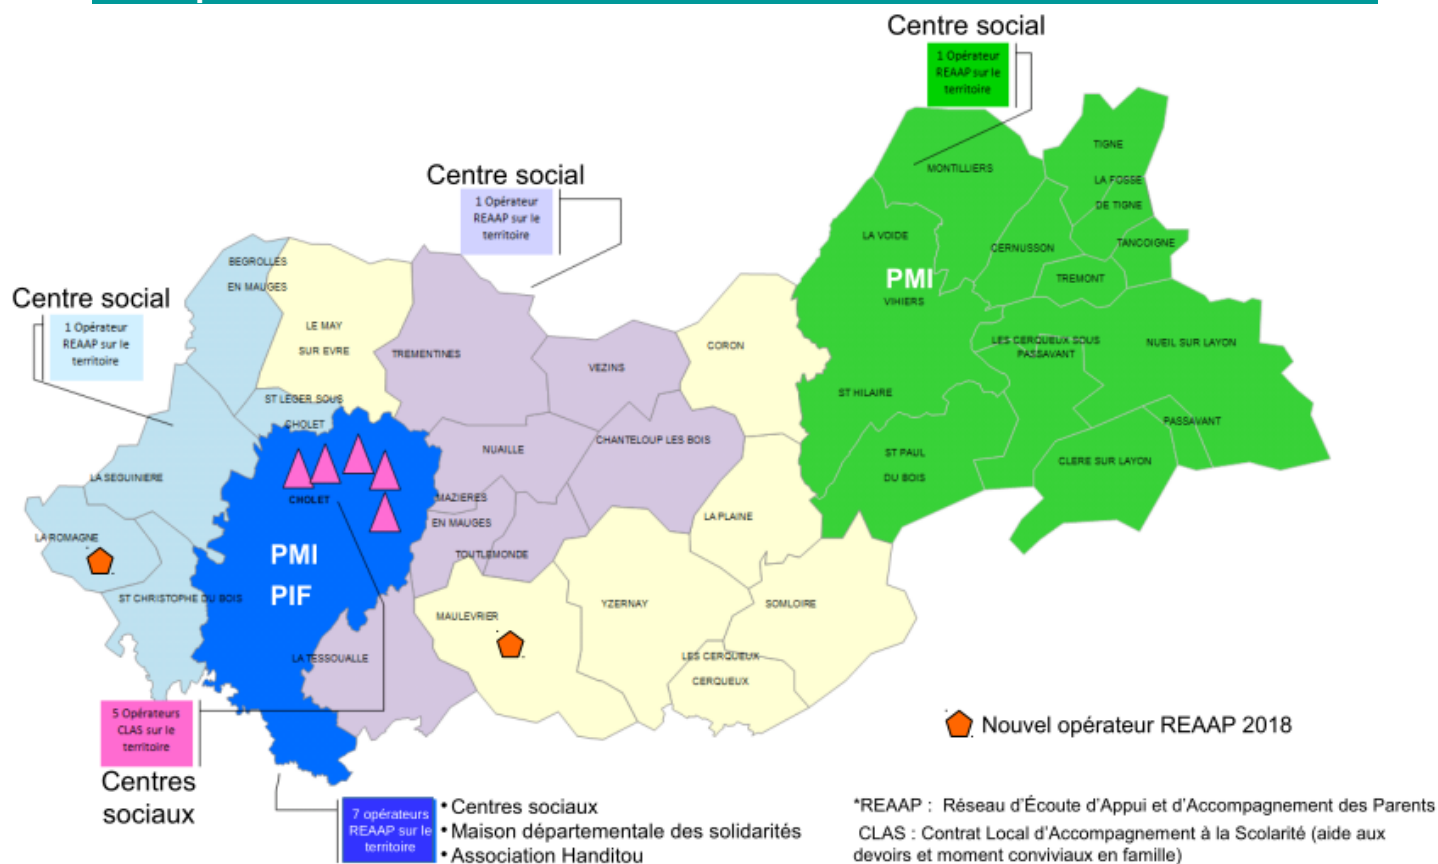 Centre social
1 Opérateur
REAAP sur le
territoire
TIGNE
MONTILLIERS
LA FOSSE
DE TIGNE
Centre social
1 Opérateur
REAAP sur le
territoire
LA VOIDE
CERNUSSON
TANCOIGNE
PMI
TREMONT
VIHIERS
BEGROLLES
EN MAUGES
Centre social
1 Opérateur
REAAP sur le
territoire
LE MAY
SUR EVRE
TREMENTINES
VEZINS
CORON
LES CERQUEUX SOUS
PASSAVANT
NUEIL SUR LAYON
ST HILAIRE
ST LEGER SOUS
CHOLET
NUAILLE
CHANTELOUP LES BOIS
PASSAVANT
ST PAUL
DU BOIS
CLERE SUR LAYON
LA SEGUINIERE
CHOLET
MAZIERES
EN MAUGES
LA PLAINE
LA ROMAGNE
TOUTLEMONDE
PMI
PIF
ST CHRISTOPHE DU BOIS
MAULEVRIER
YZERNAY
SOMLOIRE
LA TESSOUALLE
LES CERQUEUX
CERQUEUX
5 Opérateurs
CLAS sur le
territoire
Centres
sociaux
Nouvel opérateur REAAP 2018
7 opérateurs
REAAP sur le
territoire
• Centres sociaux
• Maison départementale des solidarités
• Association Handitou
*REAAP : Réseau d'Écoute d'Appui et d'Accompagnement des Parents
CLAS : Contrat Local d'Accompagnement à la Scolarité (aide aux
devoirs et moment conviviaux en famille)